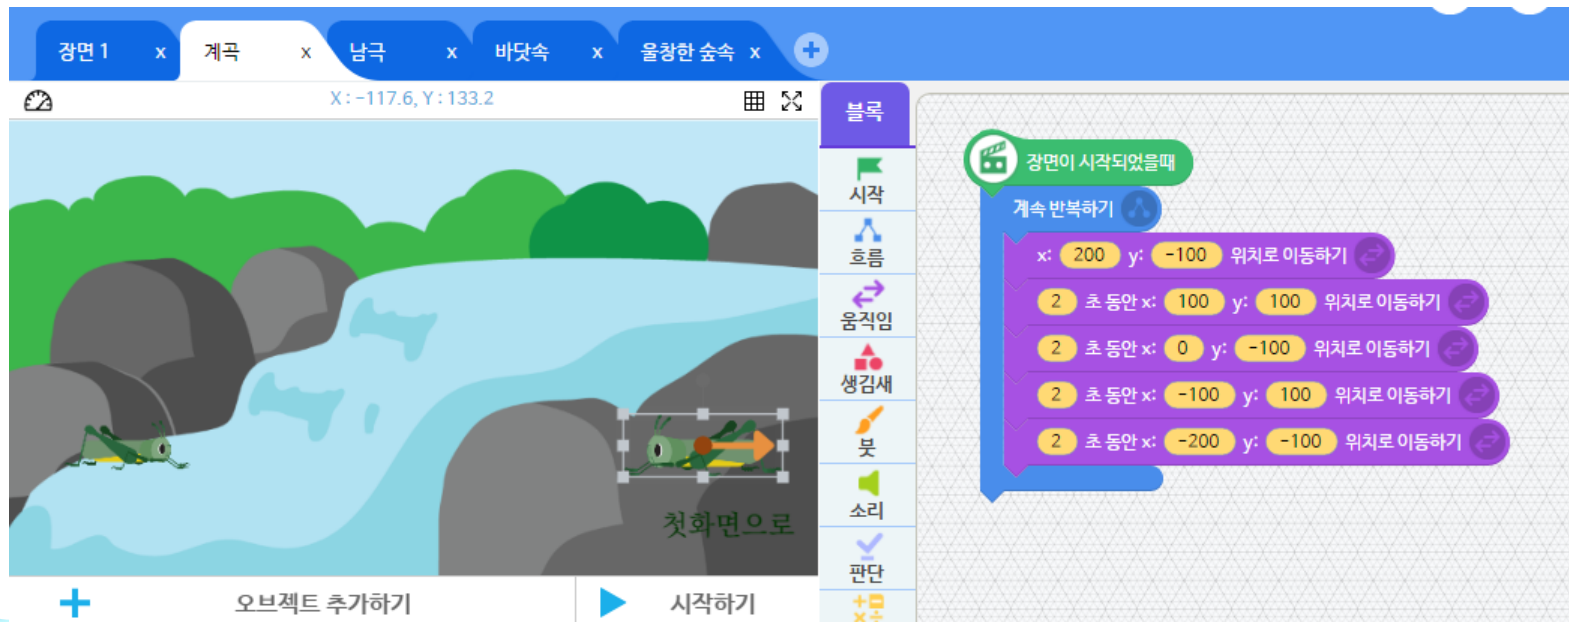 장면 1 x 계곡 x 남극 x 바닷속 x 울창한 숲속 x +
X : -117.6, Y : 133.2
블록
시작
흐름
움직임
생김새
붓
소리
판단
장면이 시작되었을때
계속 반복하기
x: 200 y: -100 위치로 이동하기
2 초 동안 x: 100 y: 100 위치로 이동하기
2 초 동안 x: 0 y: -100 위치로 이동하기
2 초 동안 x: -100 y: 100 위치로 이동하기
2 초 동안 x: -200 y: -100 위치로 이동하기
첫화면으로
+ 오브젝트 추가하기
시작하기